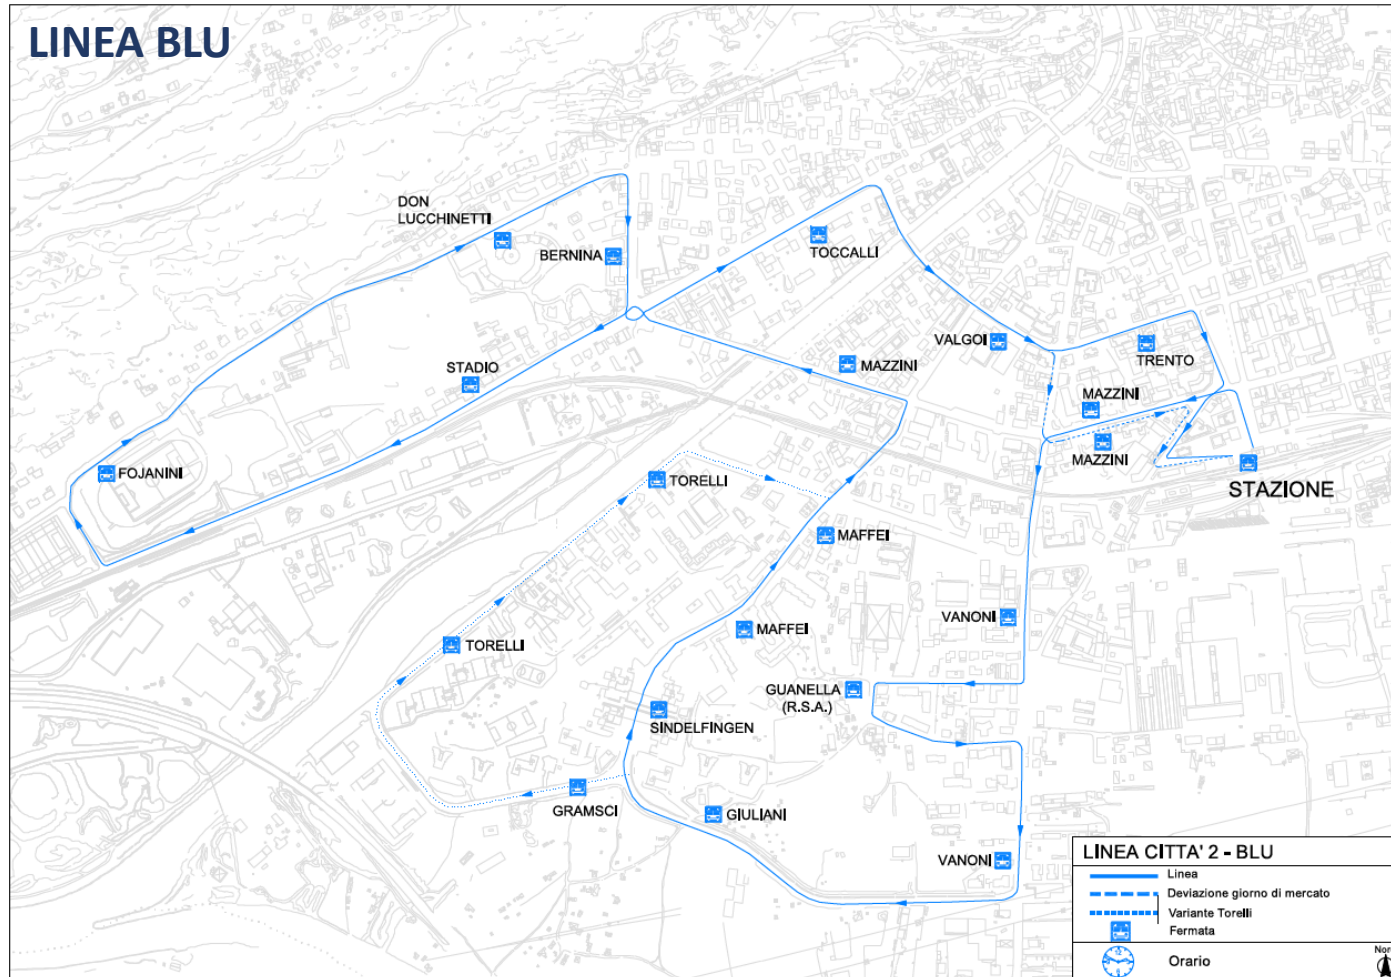 LINEA BLU
DON
LUCCHINETTI
BERNINA
TOCCALLI
VALGOI
TRENTO
STADIO
MAZZINI
MAZZINI
MAZZINI
FOJANINI
TORELLI
STAZIONE
MAFFEI
VANONI
MAFFEI
TORELLI
GUANELLA
(R.S.A.)
SINDELFINGEN
GRAMSCI
GIULIANI
VANONI
LINEA CITTA' 2 - BLU
Linea
Deviazione giorno di mercato
Variante Torelli
Fermata
Orario